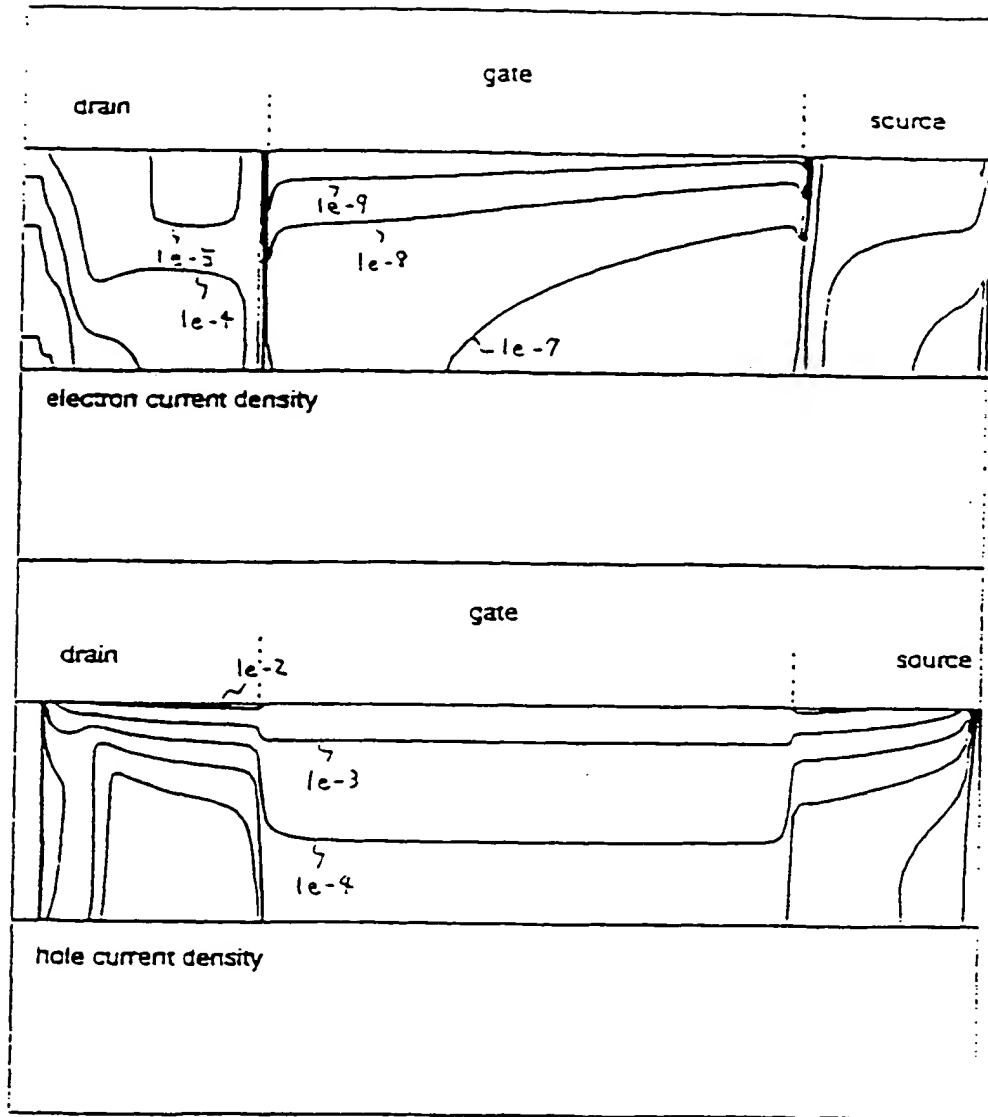 gate
drain
source
1e-9
1e-8
1e-5
1e-4
1e-7
electron current density
gate
drain
1e-2
source
1e-3
1e-4
hole current density